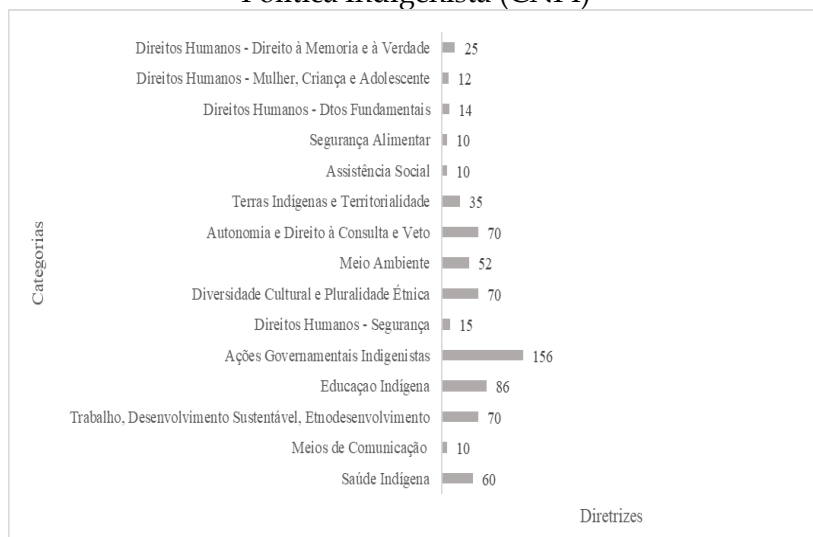 Política Indigenista (CNPI)
Direitos Humanos - Direito à Memoria e à Verdade 25
Direitos Humanos - Mulher, Criança e Adolescente 12
Direitos Humanos - Dtos Fundamentais 14
Segurança Alimentar 10
Assistência Social 10
Terras Indígenas e Territorialidade 35
Autonomia e Direito à Consulta e Veto 70
Meio Ambiente 52
Diversidade Cultural e Pluralidade Étnica 70
Direitos Humanos - Segurança 15
Ações Governamentais Indigenistas 156
Educaçao Indígena 86
Trabalho, Desenvolvimento Sustentável, Etnodesenvolvimento 70
Meios de Comunicação 10
Saúde Indígena 60
Categorias
Diretrizes